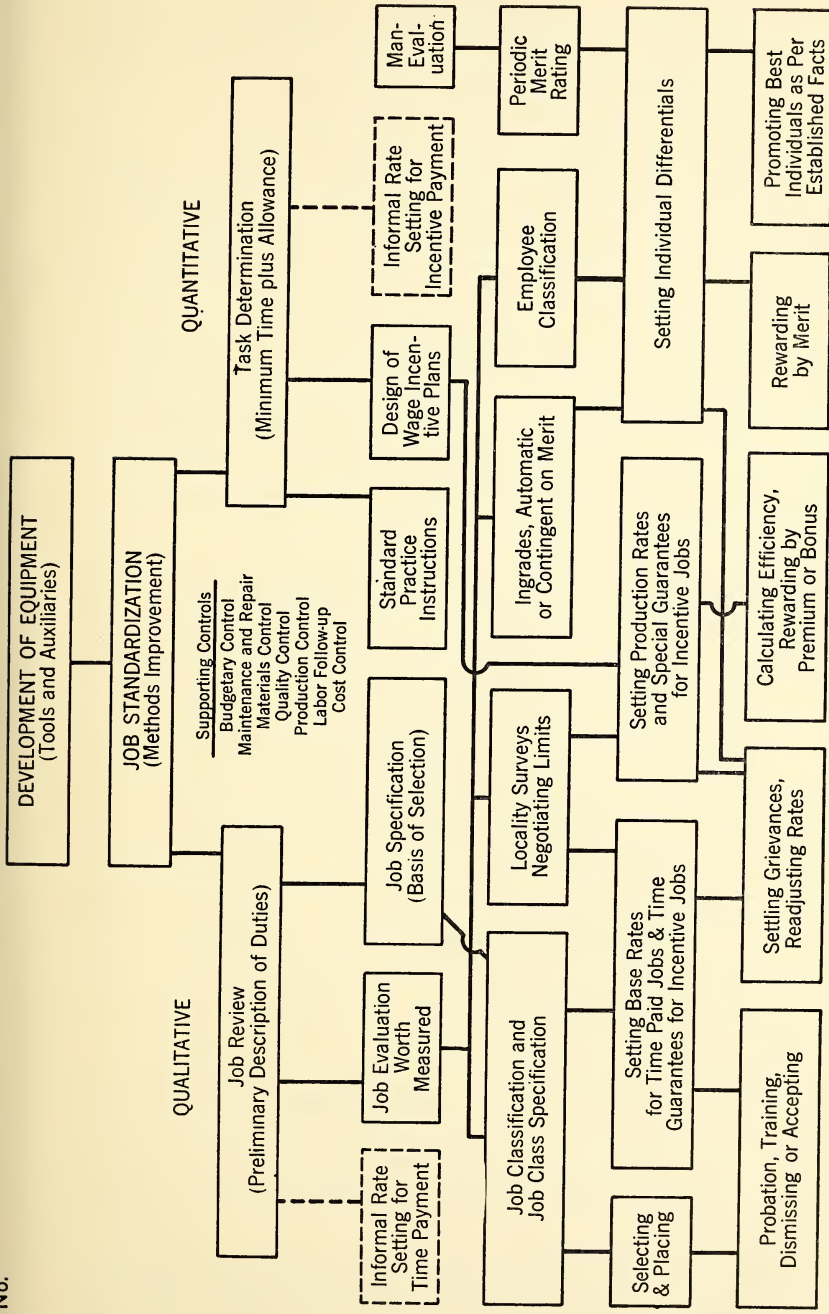 No.
DEVELOPMENT OF EQUIPMENT
(Tools and Auxiliaries)
JOB STANDARDIZATION
(Methods Improvement)
QUALITATIVE
QUANTITATIVE
Job Review
(Preliminary Description of Duties)
Supporting Controls
Budgetary Control
Maintenance and Repair
Materials Control
Quality Control
Production Control
Labor Follow-up
Cost Control
Task Determination
(Minimum Time plus Allowance)
Informal Rate
Setting for
Time Payment
Job Evaluation
Worth
Measured
Job Specification
(Basis of Selection)
Standard
Practice
Instructions
Design of
Wage Incen-
tive Plans
Informal Rate
Setting for
Incentive Payment
Man-
Eval-
uation
Job Classification and
Job Class Specification
Locality Surveys
Negotiating Limits
Ingrades, Automatic
or Contingent on Merit
Employee
Classification
Periodic
Merit
Rating
Selecting
& Placing
Setting Base Rates
for Time Paid Jobs & Time
Guarantees for Incentive Jobs
Setting Production Rates
and Special Guarantees
for Incentive Jobs
Setting Individual Differentials
Probation, Training,
Dismissing or Accepting
Settling Grievances,
Readjusting Rates
Calculating Efficiency,
Rewarding by
Premium or Bonus
Rewarding
by Merit
Promoting Best
Individuals as Per
Established Facts